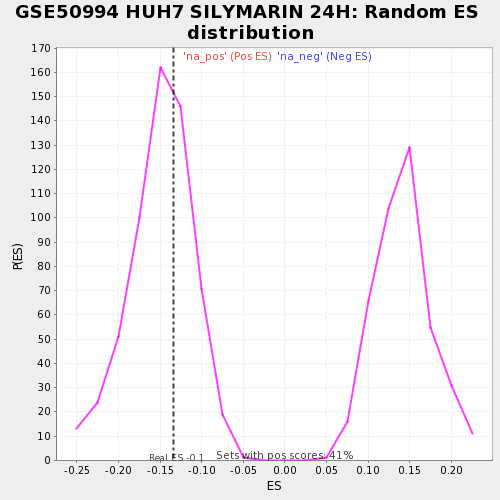 GSE50994 HUH7 SILYMARIN 24H: Random ES
distribution
'na_pos' (Pos ES) 'na_neg' (Neg ES)
170
160
150
140
130
120
110
100
90
80
70
60
50
40
30
20
10
0
P(ES)
Real ES -0.1
Sets with pos scores: 41%
-0.25 -0.20 -0.15 -0.10 -0.05 0.00 0.05 0.10 0.15 0.20
ES